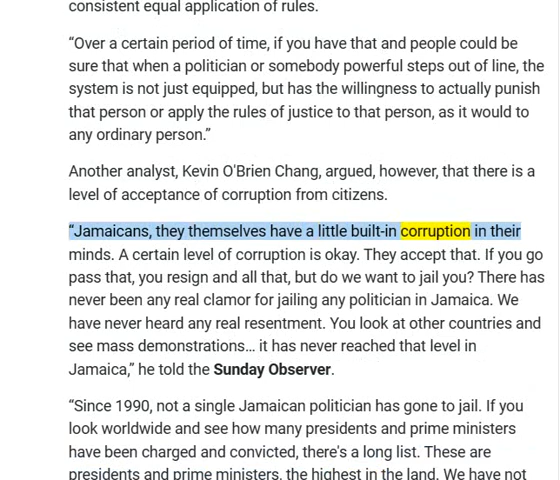 consistent equal application of rules.
“Over a certain period of time, if you have that and people could be
sure that when a politician or somebody powerful steps out of line, the
system is not just equipped, but has the willingness to actually punish
that person or apply the rules of justice to that person, as it would to
any ordinary person.”
Another analyst, Kevin O'Brien Chang, argued, however, that there is a
level of acceptance of corruption from citizens.
“Jamaicans, they themselves have a little built-in corruption in their
minds. A certain level of corruption is okay. They accept that. If you go
pass that, you resign and all that, but do we want to jail you? There has
never been any real clamor for jailing any politician in Jamaica. We
have never heard any real resentment. You look at other countries and
see mass demonstrations… it has never reached that level in
Jamaica,” he told the Sunday Observer.
“Since 1990, not a single Jamaican politician has gone to jail. If you
look worldwide and see how many presidents and prime ministers
have been charged and convicted, there's a long list. These are
presidents and prime ministers, the highest in the land. We have not